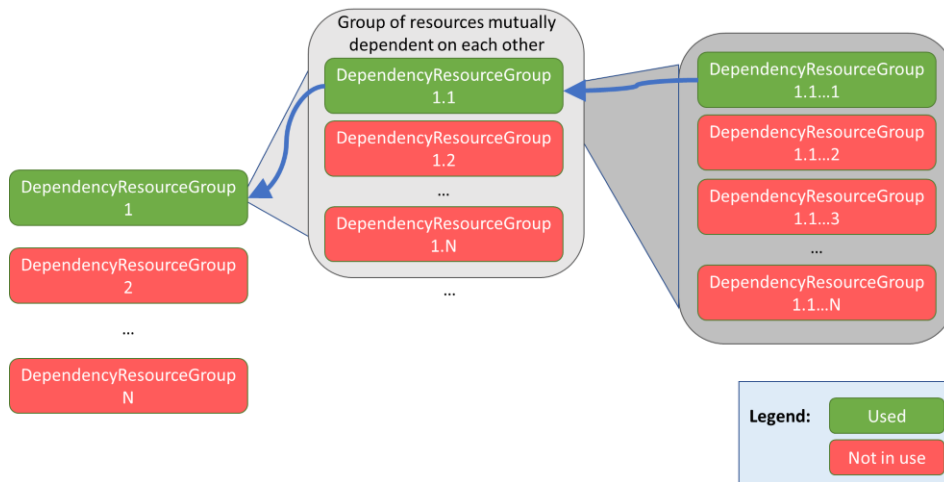 Group of resources mutually
dependent on each other
DependencyResourceGroup
1.1
DependencyResourceGroup
1.2
...
DependencyResourceGroup
1.N
...
DependencyResourceGroup
1.1...1
DependencyResourceGroup
1.1...2
DependencyResourceGroup
1.1...3
...
DependencyResourceGroup
1.1...N
DependencyResourceGroup
1
DependencyResourceGroup
2
...
DependencyResourceGroup
N
Legend:
Used
Not in use